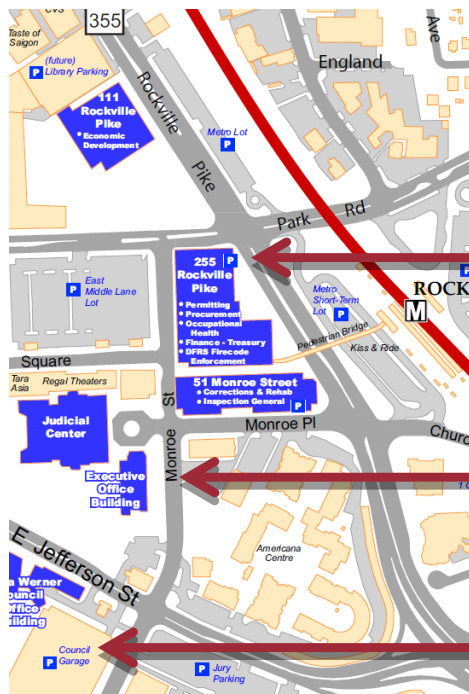 CVS
355
Taste of
Saigon
(future)
Library Parking
P
111
Rockville
Pike
• Economic
Development
Rockville
Pike
Metro Lot
P
England
Ave
Park Rd
255
Rockville
Pike
P
• Permitting
• Procurement
• Occupational
Health
• Finance - Treasury
• DFRS Firecode
Enforcement
East
Middle Lane
Lot
P
Metro
Short-Term
Lot
P
P
ROCK
M
Pedestrian Bridge
Kiss & Ride
Square
Tara
Asia
Regal Theaters
51 Monroe Street
• Corrections & Rehab
• Inspection General
P
Monroe St
Monroe Pl
Church
Judicial
Center
Executive
Office
Building
Americana
Centre
E Jefferson St
a Werner
ouncil
Office
uilding
Council
Garage
P
Jury
Parking
P